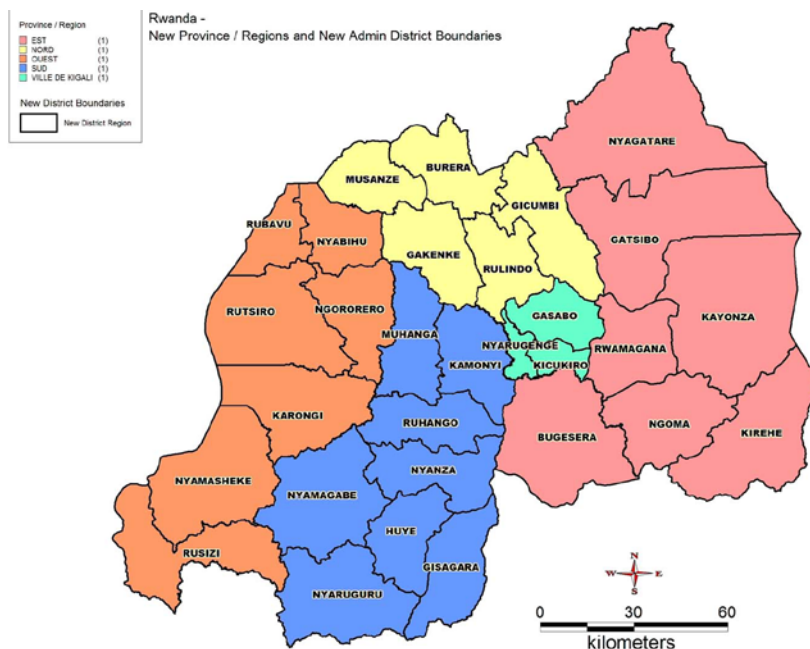 Rwanda -
New Province / Regions and New Admin District Boundaries
Province / Region
EST (1)
NORD (1)
OUEST (1)
SUD (1)
VILLE DE KIGALI (1)
New District Boundaries
New District Region
NYAGATARE
BURERA
MUSANZE
GICUMBI
RUBAVU
NYABIHU
GAKENKE
RULINDO
GATSIBO
RUTSIRO
NGORORERO
GASABO
KAYONZA
MUHANGA
NYARUGENGE
RWAMAGANA
KAMONYI
KICUKIRO
KARONGI
RUHANGO
BUGESERA
NGOMA
KIREHE
NYANZA
NYAMASHEKE
NYAMAGABE
HUYE
RUSIZI
GISAGARA
NYARUGURU
N
W E
S
0 30 60
kilometers